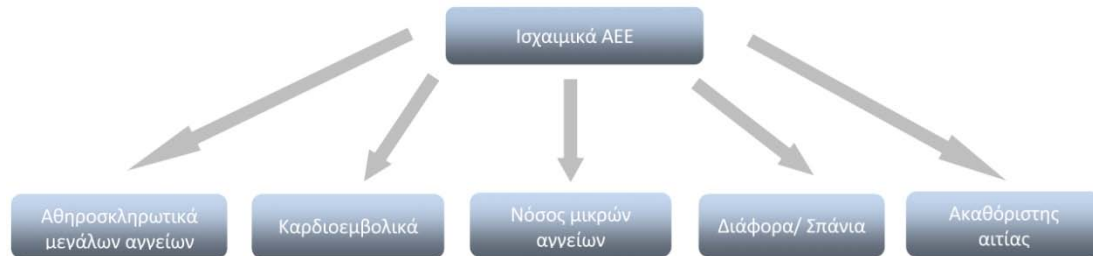 Ισχαιμικά ΑΕΕ
Αθηροσκληρωτικά
μεγάλων αγγείων
Καρδιοεμβολικά
Νόσος μικρών
αγγείων
Διάφορα/ Σπάνια
Ακαθόριστης
αιτίας